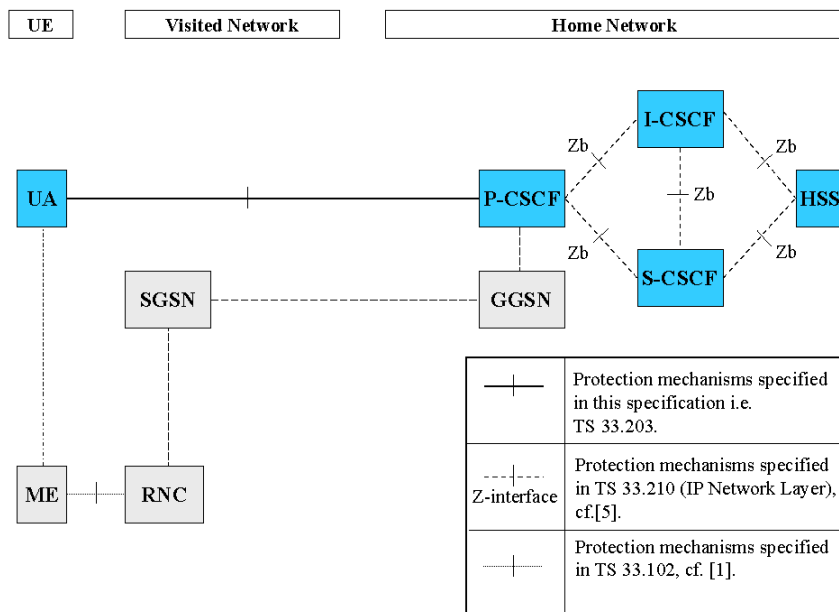 UE
Visited Network
Home Network
I-CSCF
Zb
Zb
UA
P-CSCF
Zb
HSS
Zb
Zb
S-CSCF
SGSN
GGSN
ME
RNC
Protection mechanisms specified
in this specification i.e.
TS 33.203.
Z-interface
Protection mechanisms specified
in TS 33.210 (IP Network Layer),
cf.[5].
Protection mechanisms specified
in TS 33.102, cf. [1].